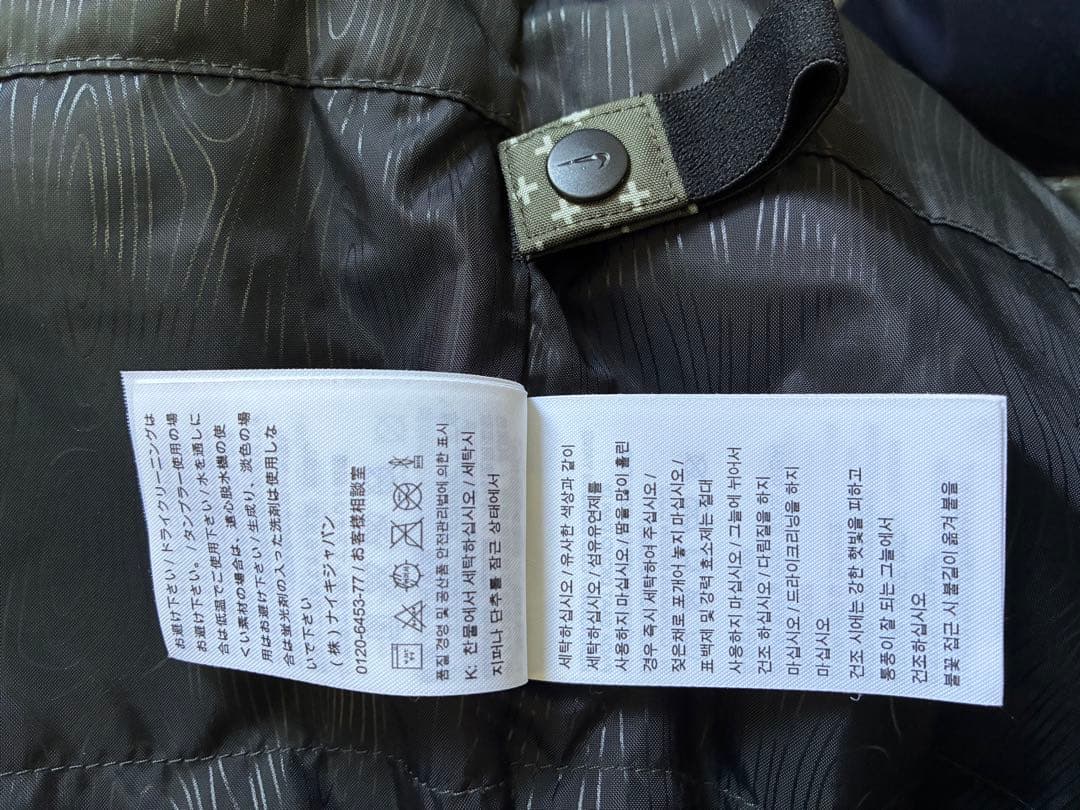 お避け下さい / ドライクリーニングは
お避け下さい。/ タンブラー使用の場
合は低温でご使用下さい / 水を通しに
くい素材の場合は、遠心脱水機の使
用はお避け下さい / 生成り、淡色の場
合は蛍光剤の入った洗剤は使用しな
いで下さい
(株) ナイキジャパン
0120-6453-77 / お客様相談室
품질 경영 및 공산품 안전관리법에 의한 표시
K: 찬물에서 세탁하십시오 / 세탁시
지퍼나 단추를 잠근 상태에서
세탁하십시오 / 유사한 색상과 같이
세탁하십시오 / 섬유유연제를
사용하지 마십시오 / 땀을 많이 흘린
경우 즉시 세탁하여 주십시오 /
젖은채로 포개어 놓지 마십시오 /
표백제 및 강력 효소제는 절대
사용하지 마십시오 / 그늘에 뉘어서
건조 하십시오 / 다림질을 하지
마십시오 / 드라이크리닝을 하지
마십시오
건조 시에는 강한 햇빛을 피하고
통풍이 잘 되는 그늘에서
건조하십시오
불꽃 잠근 시 불길이 옮겨 붙을